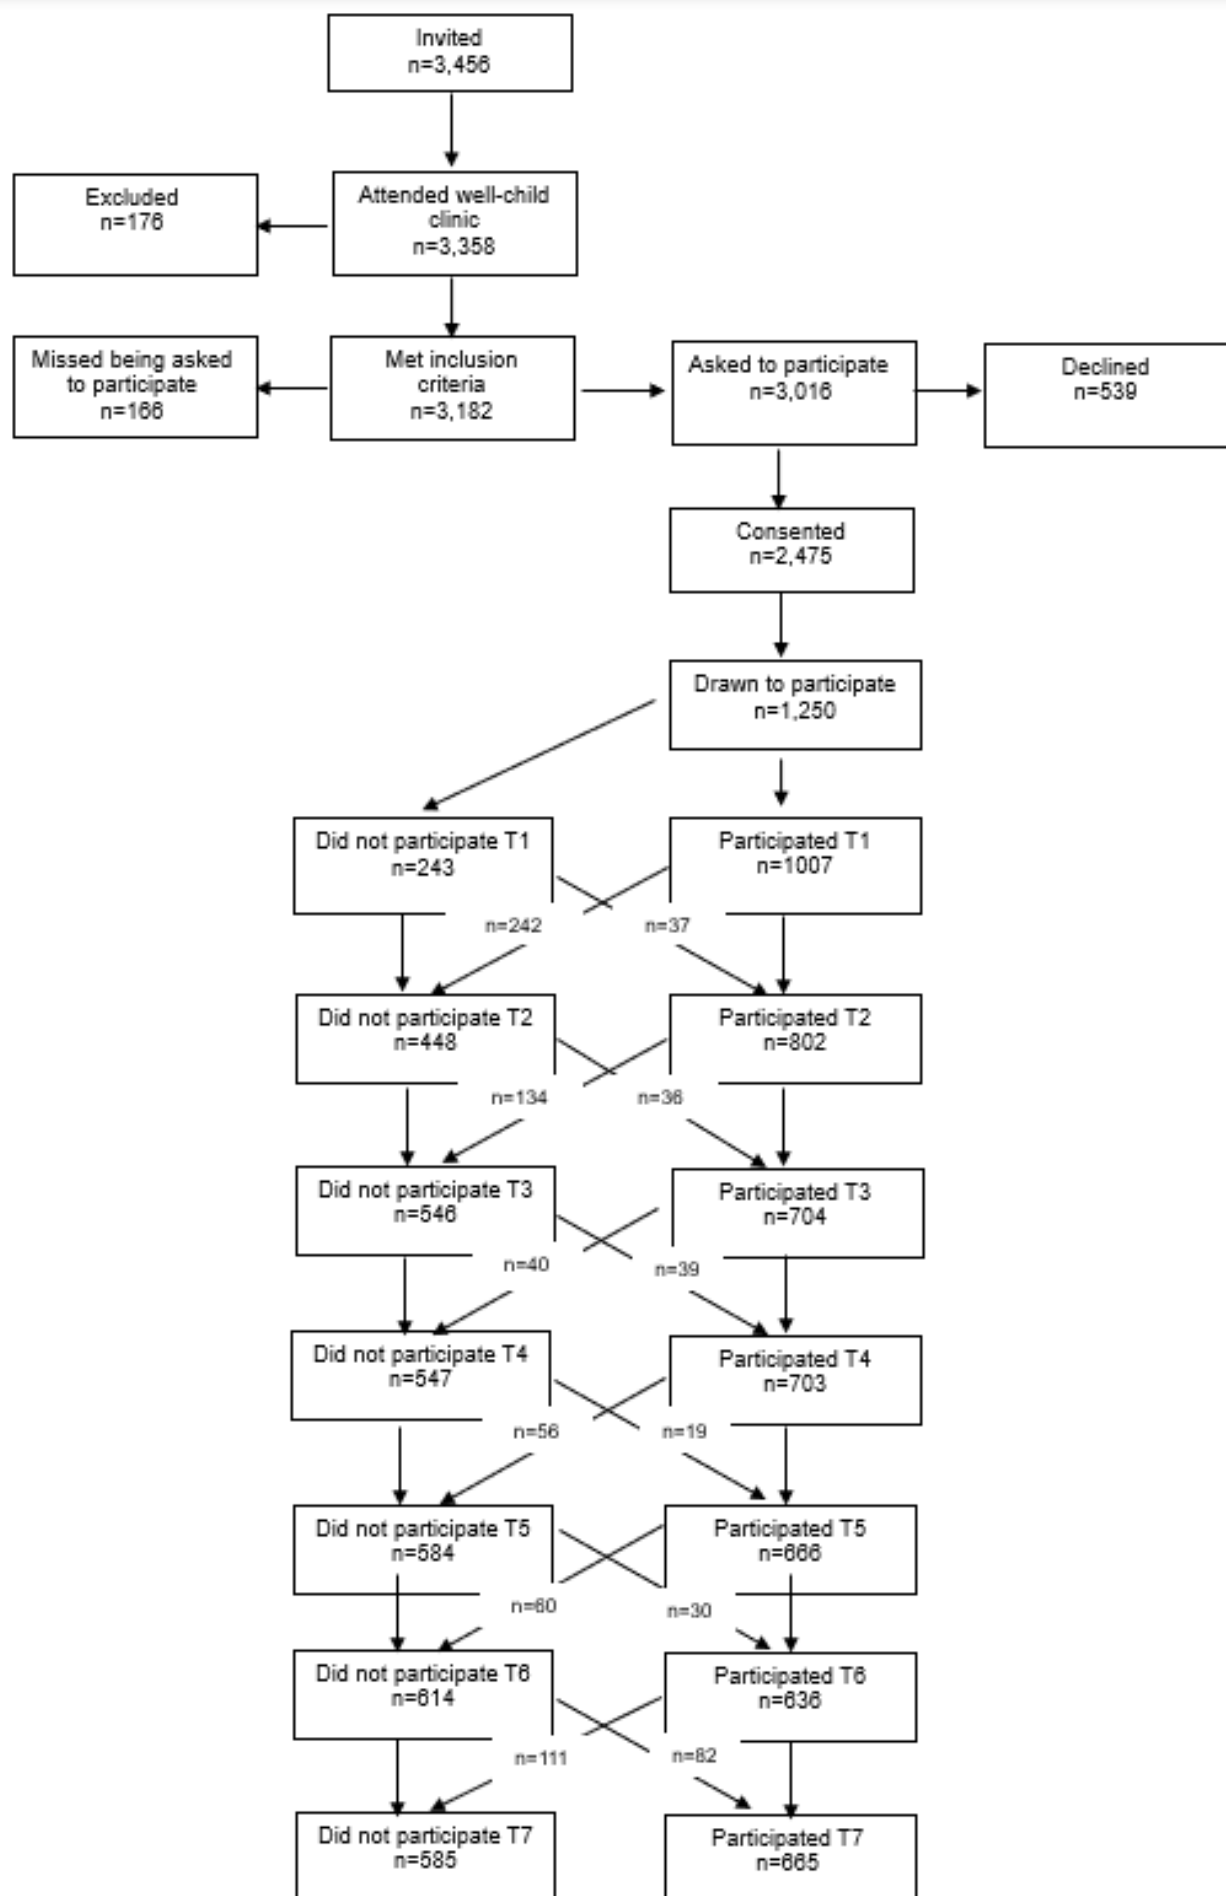 Invited
n=3,456
Excluded
n=176
Attended well-child
clinic
n=3,358
Missed being asked
to participate
n=166
Met inclusion
criteria
n=3,182
Asked to participate
n=3,016
Declined
n=539
Consented
n=2,475
Drawn to participate
n=1,250
Did not participate T1
n=243
Participated T1
n=1007
n=242
n=37
Did not participate T2
n=448
Participated T2
n=802
n=134
n=36
Did not participate T3
n=546
Participated T3
n=704
n=40
n=39
Did not participate T4
n=547
Participated T4
n=703
n=56
n=19
Did not participate T5
n=584
Participated T5
n=666
n=60
n=30
Did not participate T6
n=614
Participated T6
n=636
n=111
n=82
Did not participate T7
n=585
Participated T7
n=665